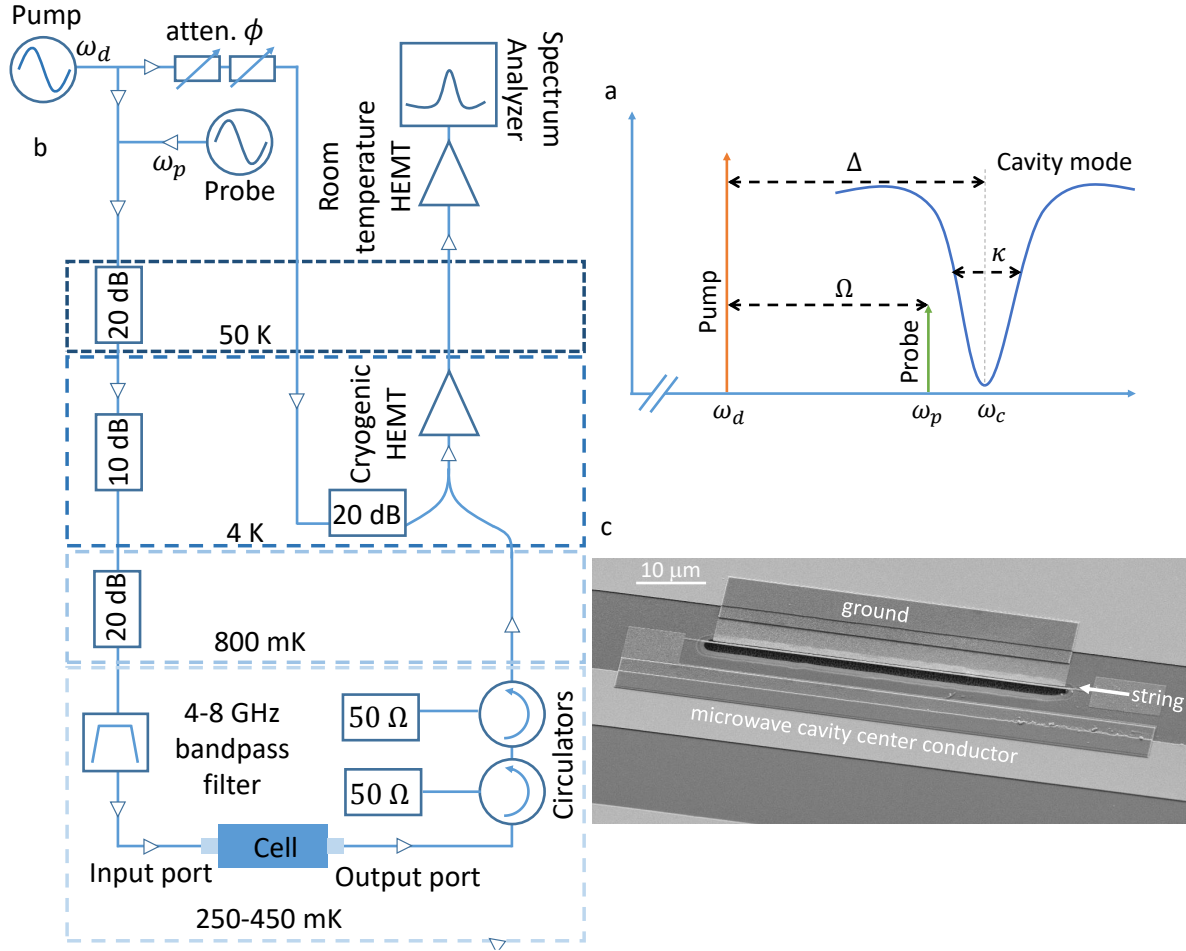 Pump
ω_d
atten. ϕ
b
ω_p
Probe
Room
temperature
HEMT
Spectrum
Analyzer
20 dB
50 K
10 dB
Cryogenic
HEMT
20 dB
4 K
20 dB
800 mK
4-8 GHz
bandpass
filter
50 Ω
50 Ω
Circulators
Cell
Input port
Output port
250-450 mK
a
Δ
Cavity mode
κ
Ω
Pump
Probe
ω_d
ω_p
ω_c
c
10 μm
ground
string
microwave cavity center conductor